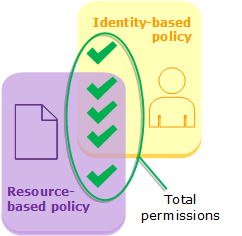 Identity-based
policy
Resource-
based policy
Total
permissions